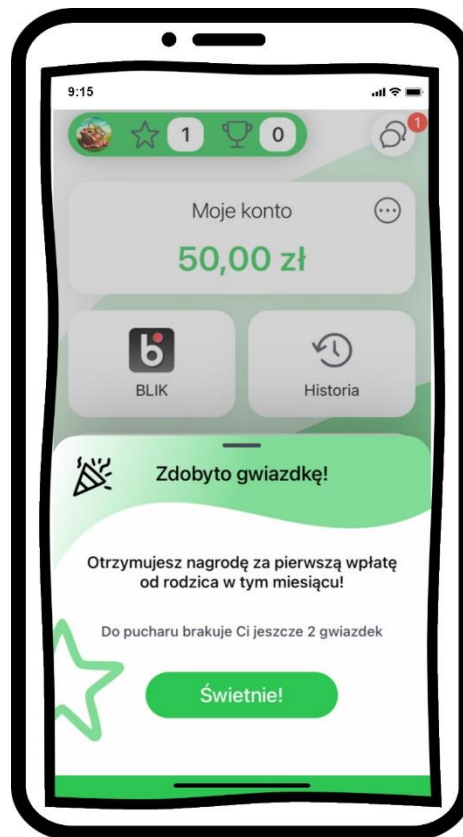 9:15
1
0
1
Moje konto
50,00 zł
b
BLIK
Historia
Zdobyto gwiazdkę!
Otrzymujesz nagrodę za pierwszą wpłatę
od rodzica w tym miesiącu!
Do pucharu brakuje Ci jeszcze 2 gwiazdek
Świetnie!